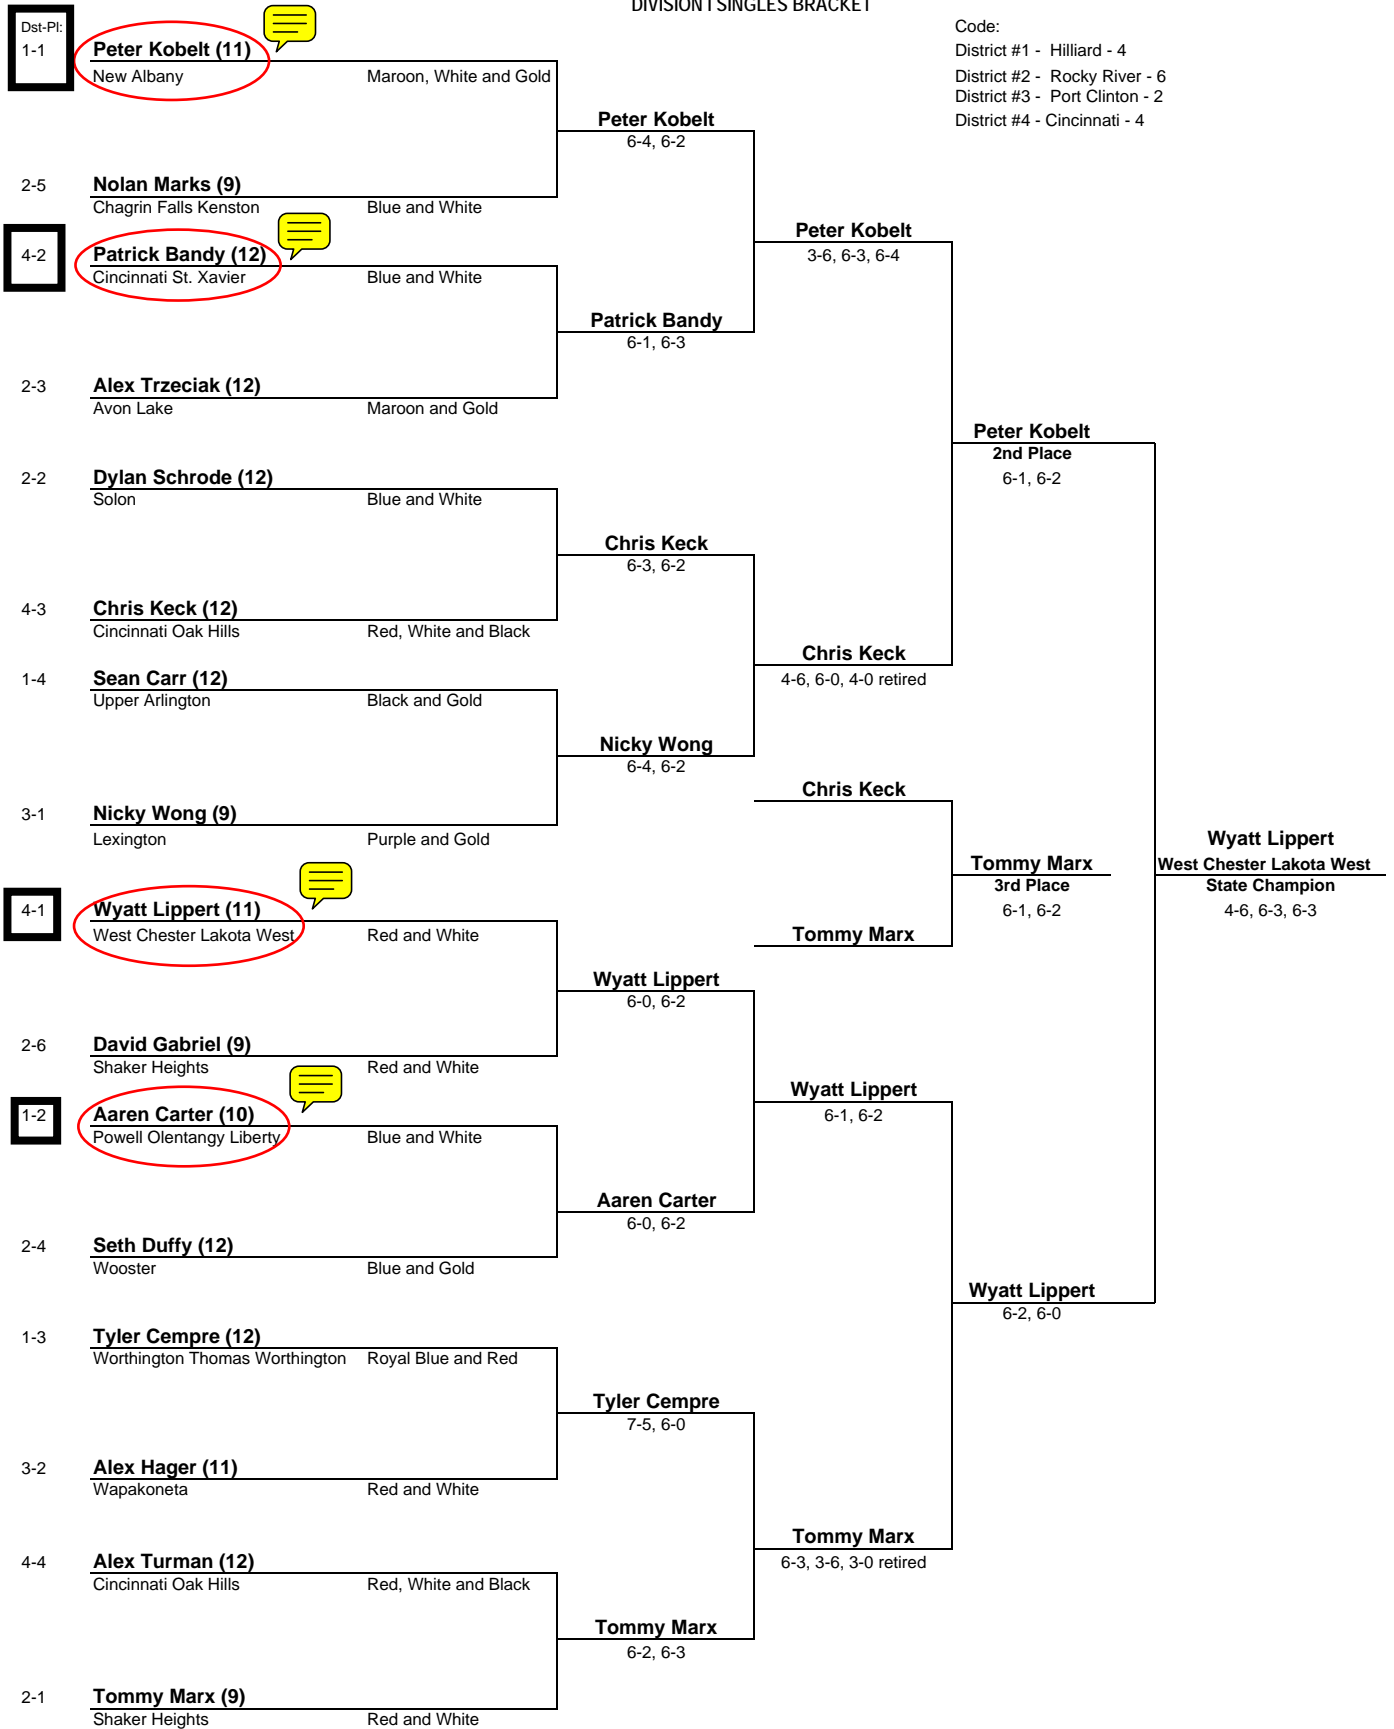 DIVISION I SINGLES BRACKET
Code:
District #1 - Hilliard - 4
District #2 - Rocky River - 6
District #3 - Port Clinton - 2
District #4 - Cincinnati - 4
Dst-Pl:
1-1 Peter Kobelt (11)
New Albany Maroon, White and Gold
Peter Kobelt
6-4, 6-2
2-5 Nolan Marks (9)
Chagrin Falls Kenston Blue and White
Peter Kobelt
3-6, 6-3, 6-4
4-2 Patrick Bandy (12)
Cincinnati St. Xavier Blue and White
Patrick Bandy
6-1, 6-3
2-3 Alex Trzeciak (12)
Avon Lake Maroon and Gold
Peter Kobelt
2nd Place
6-1, 6-2
2-2 Dylan Schrode (12)
Solon Blue and White
Chris Keck
6-3, 6-2
4-3 Chris Keck (12)
Cincinnati Oak Hills Red, White and Black
Chris Keck
4-6, 6-0, 4-0 retired
1-4 Sean Carr (12)
Upper Arlington Black and Gold
Nicky Wong
6-4, 6-2
Chris Keck
3-1 Nicky Wong (9)
Lexington Purple and Gold
Wyatt Lippert
West Chester Lakota West
State Champion
4-6, 6-3, 6-3
Tommy Marx
3rd Place
6-1, 6-2
4-1 Wyatt Lippert (11)
West Chester Lakota West Red and White
Tommy Marx
Wyatt Lippert
6-0, 6-2
2-6 David Gabriel (9)
Shaker Heights Red and White
Wyatt Lippert
6-1, 6-2
1-2 Aaren Carter (10)
Powell Olentangy Liberty Blue and White
Aaren Carter
6-0, 6-2
2-4 Seth Duffy (12)
Wooster Blue and Gold
Wyatt Lippert
6-2, 6-0
1-3 Tyler Cempre (12)
Worthington Thomas Worthington Royal Blue and Red
Tyler Cempre
7-5, 6-0
3-2 Alex Hager (11)
Wapakoneta Red and White
Tommy Marx
6-3, 3-6, 3-0 retired
4-4 Alex Turman (12)
Cincinnati Oak Hills Red, White and Black
Tommy Marx
6-2, 6-3
2-1 Tommy Marx (9)
Shaker Heights Red and White